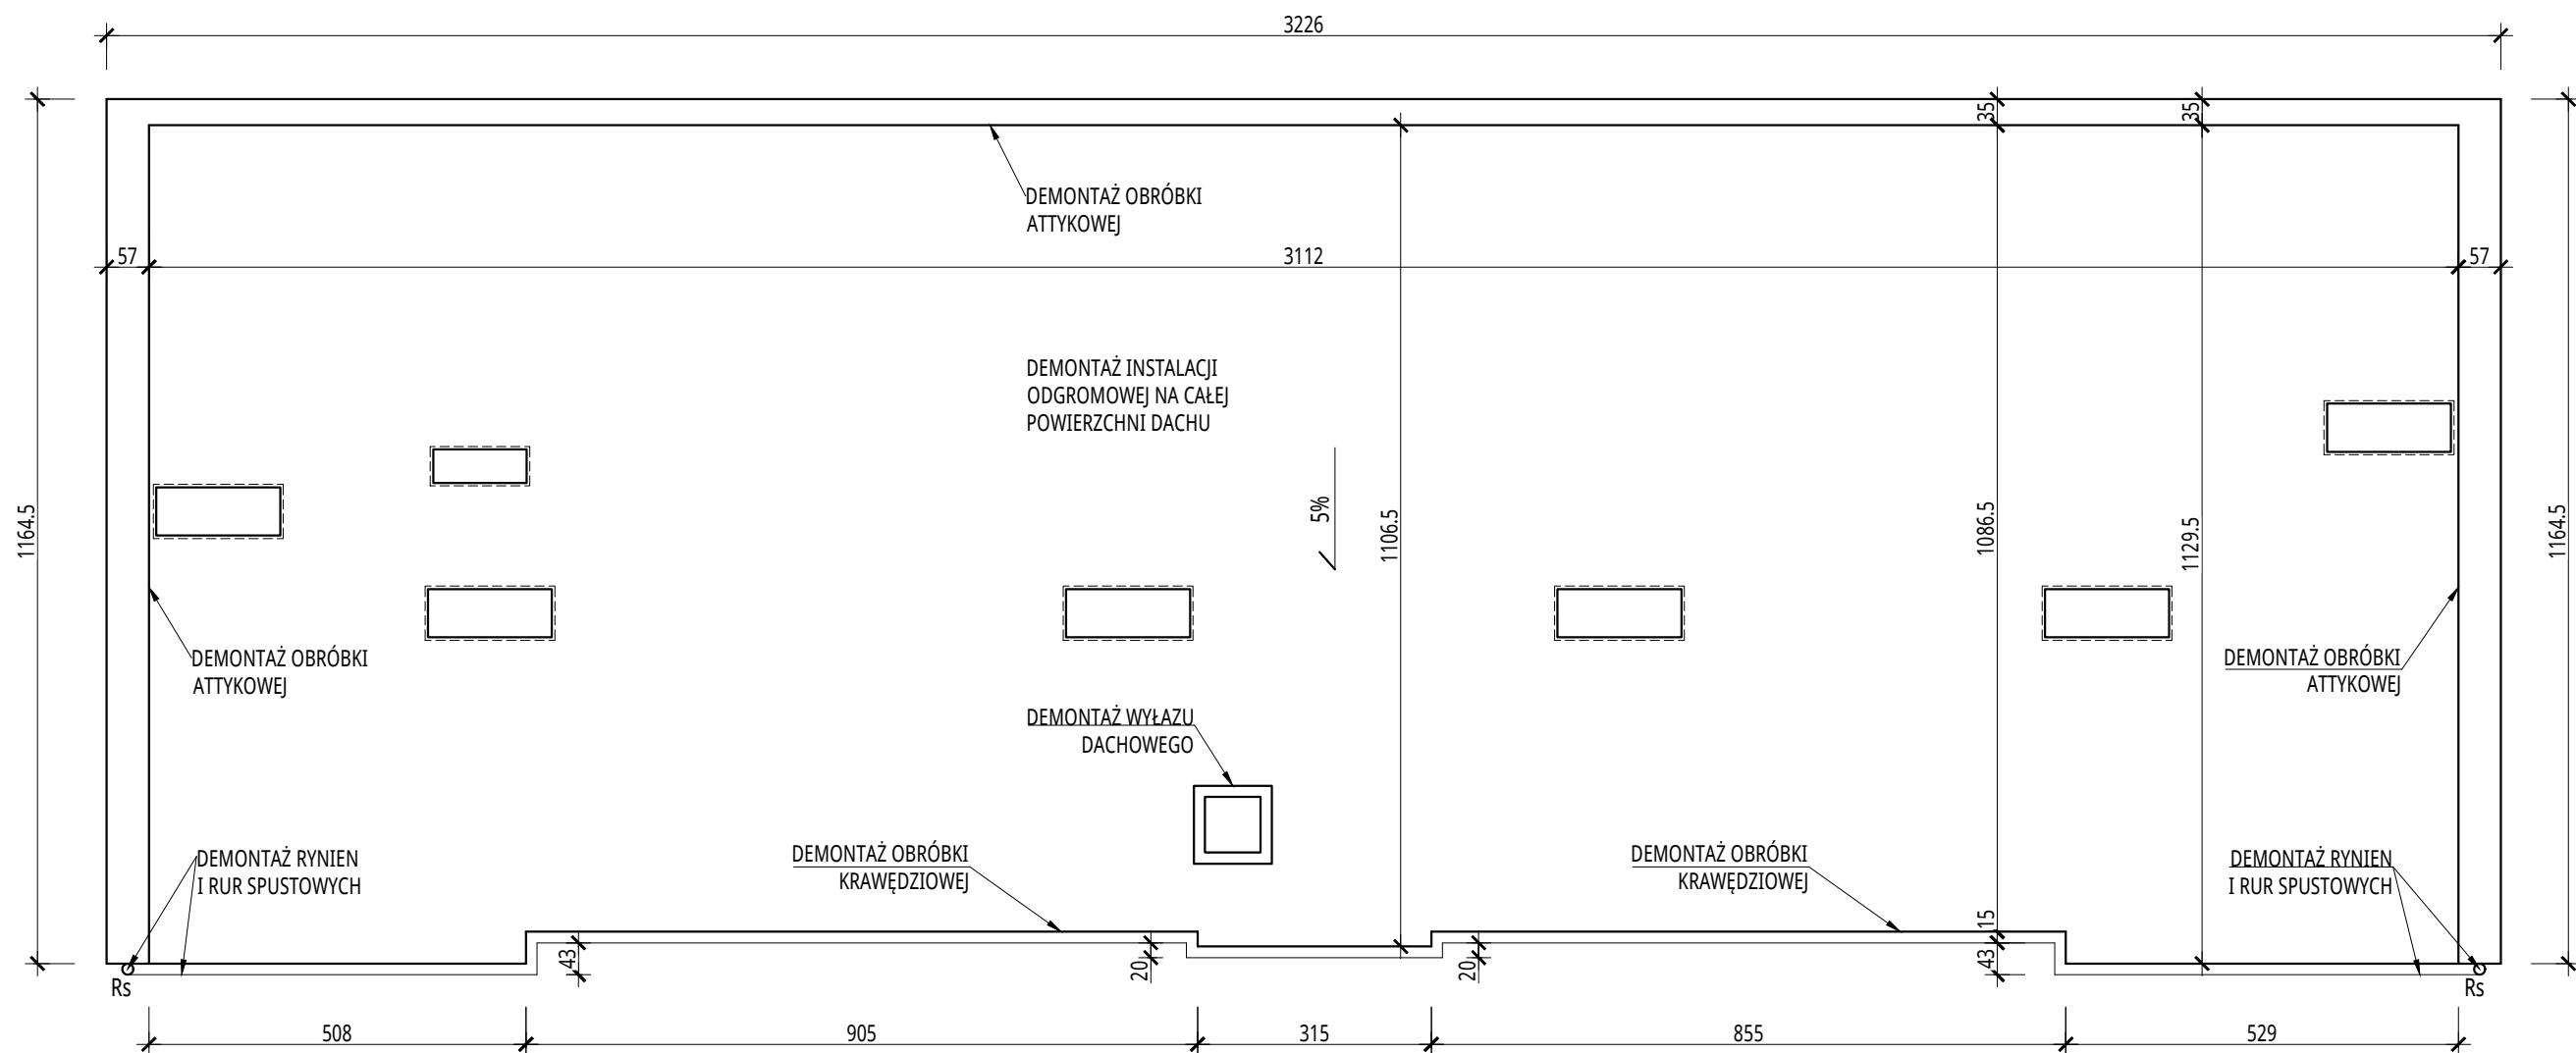 3226
35
35
DEMONTAŻ OBRÓBKI
ATTYKOWEJ
57
3112
57
DEMONTAŻ INSTALACJI
ODGROMOWEJ NA CAŁEJ
POWIERZCHNI DACHU
1164.5
5%
1106.5
1086.5
1129.5
1164.5
DEMONTAŻ OBRÓBKI
ATTYKOWEJ
DEMONTAŻ OBRÓBKI
ATTYKOWEJ
DEMONTAŻ WYŁAZU
DACHOWEGO
DEMONTAŻ RYNIEN
I RUR SPUSTOWYCH
DEMONTAŻ OBRÓBKI
KRAWĘDZIOWEJ
DEMONTAŻ OBRÓBKI
KRAWĘDZIOWEJ
DEMONTAŻ RYNIEN
I RUR SPUSTOWYCH
15
43
20
20
43
Rs
Rs
508
905
315
855
529